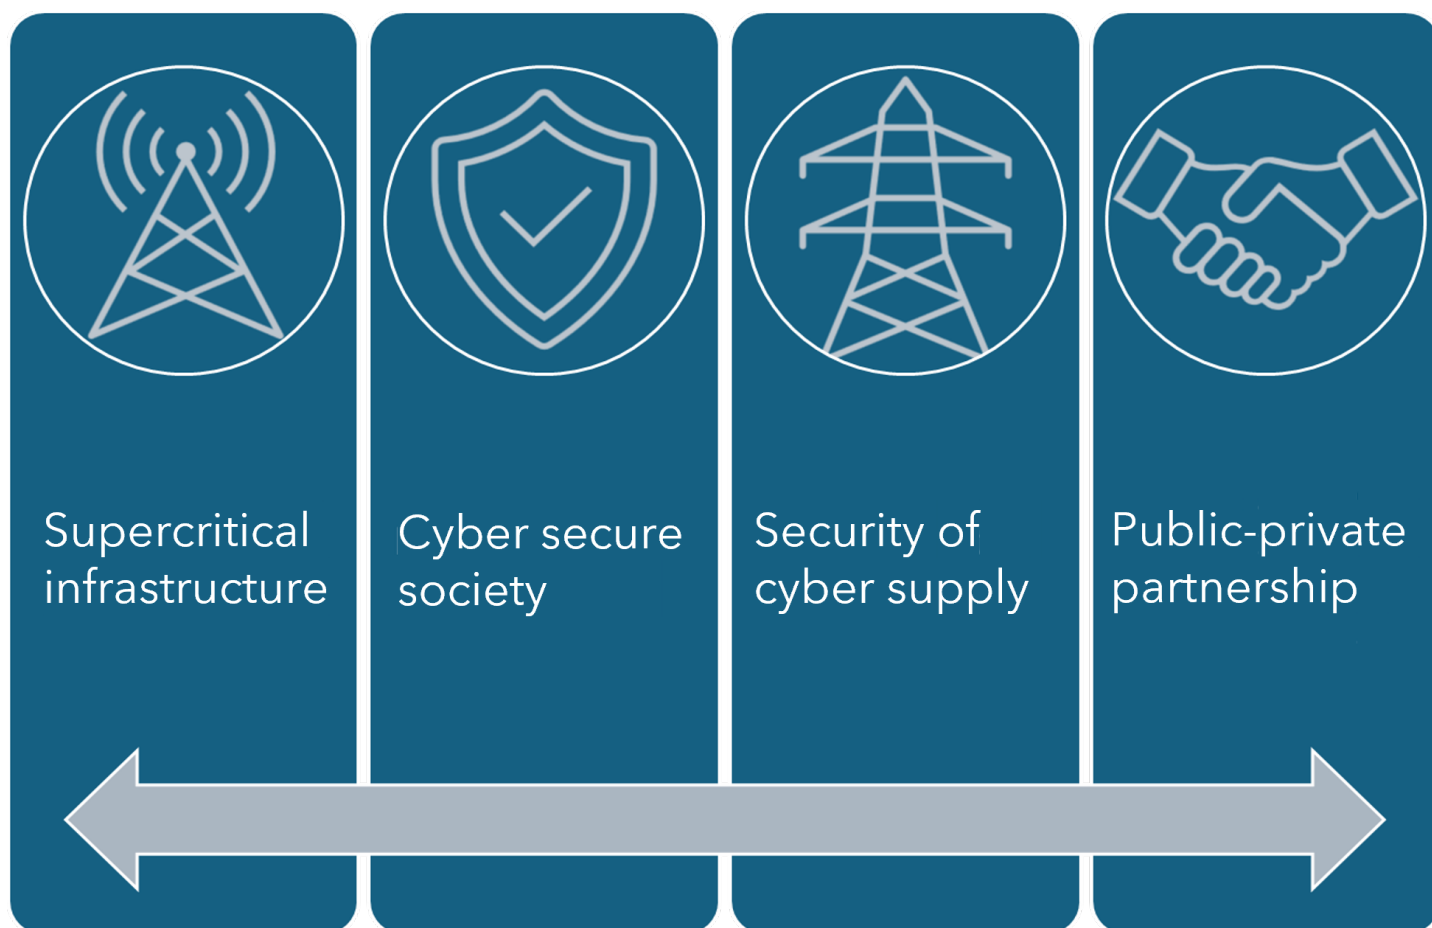 Supercritical
infrastructure
Cyber secure
society
Security of
cyber supply
Public-private
partnership